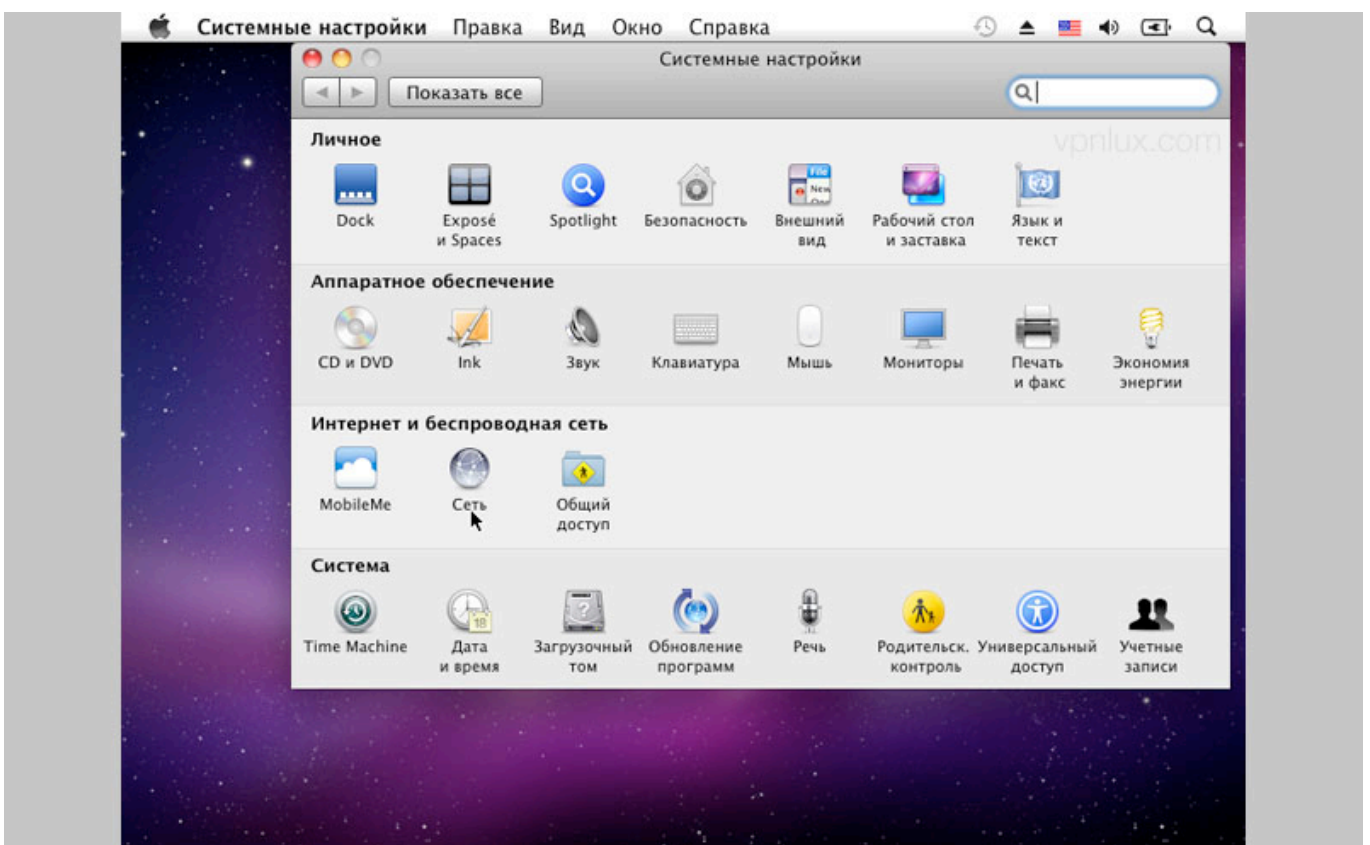 Системные настройки Правка Вид Окно Справка
Системные настройки
Показать все
Личное
vpnlux.com
Dock
Exposé
и Spaces
Spotlight
Безопасность
Внешний
вид
Рабочий стол
и заставка
Язык и
текст
File
New
Аппаратное обеспечение
CD и DVD
Ink
Звук
Клавиатура
Мышь
Мониторы
Печать
и факс
Экономия
энергии
Интернет и беспроводная сеть
MobileMe
Сеть
Общий
доступ
Система
18
Time Machine
Дата
и время
Загрузочный
том
Обновление
программ
Речь
Родительск.
контроль
Универсальный
доступ
Учетные
записи